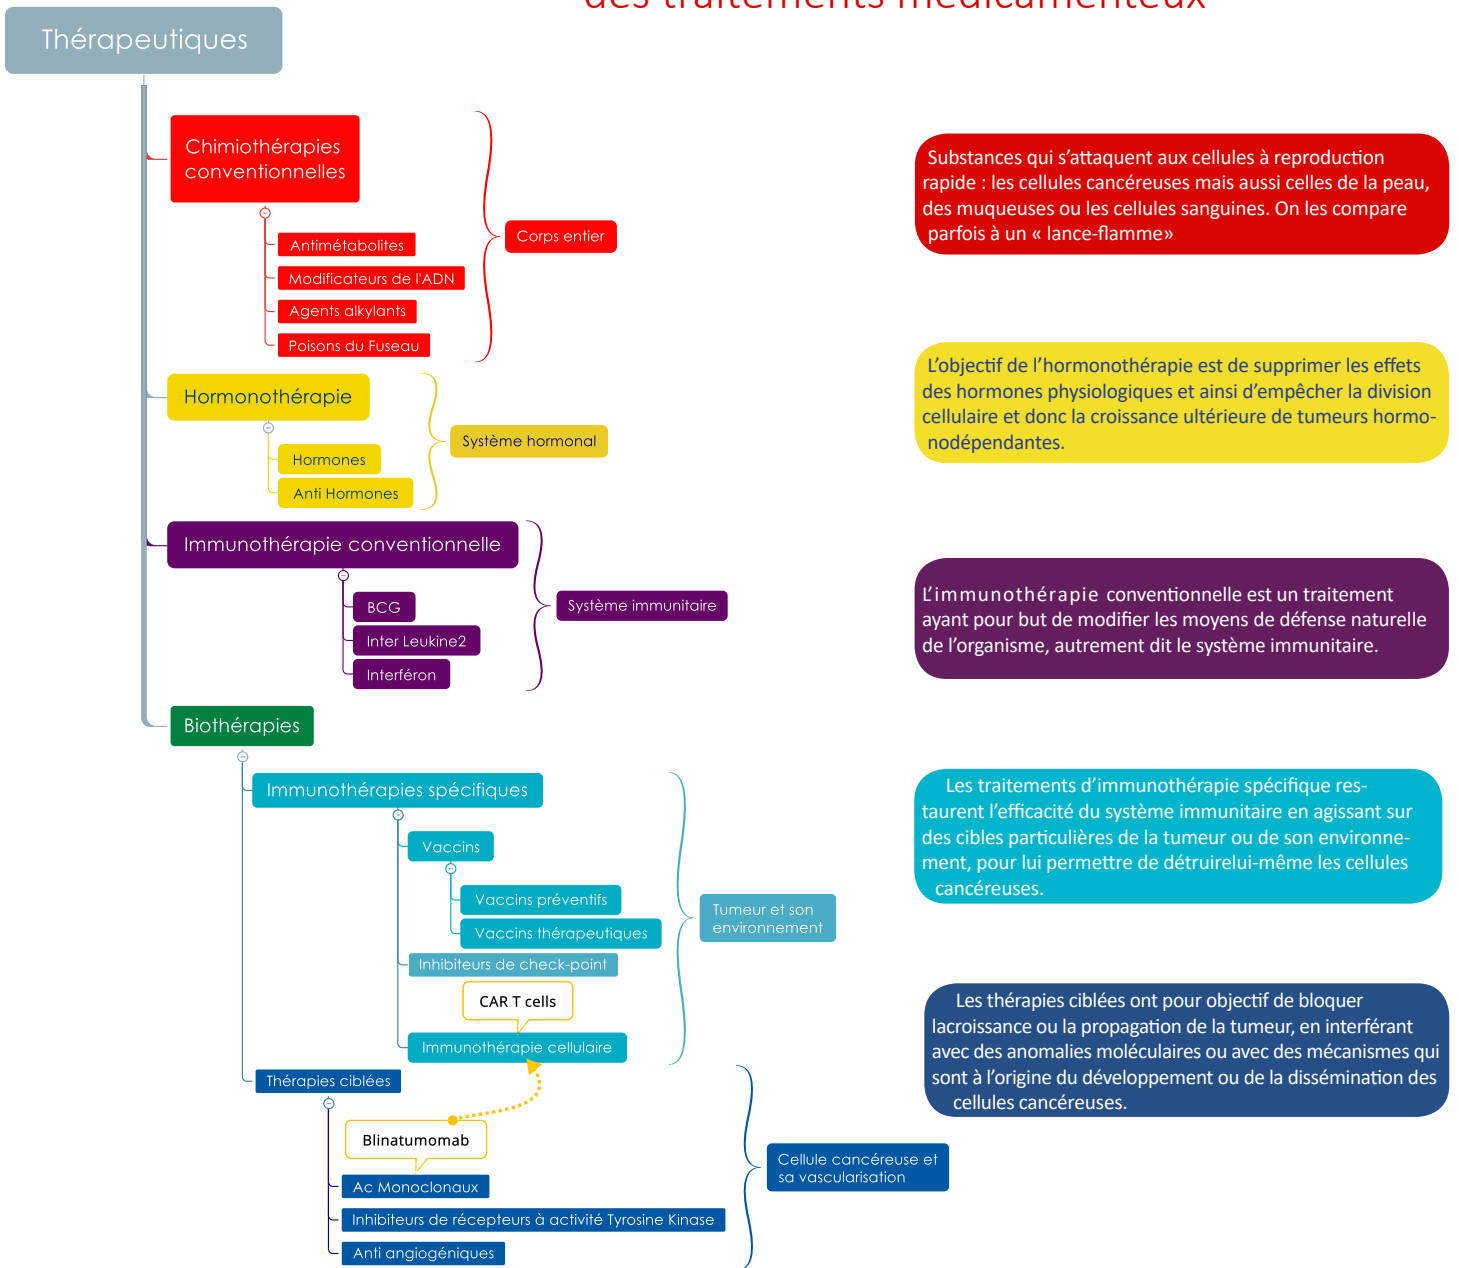 des traitements médicamenteux
Thérapeutiques
Chimiothérapies
conventionnelles
Antimétabolites
Modificateurs de l'ADN
Agents alkylants
Poisons du Fuseau
Corps entier
Substances qui s’attaquent aux cellules à reproduction
rapide : les cellules cancéreuses mais aussi celles de la peau,
des muqueuses ou les cellules sanguines. On les compare
parfois à un « lance-flamme»
Hormonothérapie
Hormones
Anti Hormones
Système hormonal
L’objectif de l’hormonothérapie est de supprimer les effets
des hormones physiologiques et ainsi d’empêcher la division
cellulaire et donc la croissance ultérieure de tumeurs hormo-
nodépendantes.
Immunothérapie conventionnelle
BCG
Inter Leukine2
Interféron
Système immunitaire
L’immunothérapie conventionnelle est un traitement
ayant pour but de modifier les moyens de défense naturelle
de l’organisme, autrement dit le système immunitaire.
Biothérapies
Immunothérapies spécifiques
Vaccins
Vaccins préventifs
Vaccins thérapeutiques
Inhibiteurs de check-point
CAR T cells
Immunothérapie cellulaire
Tumeur et son
environnement
Les traitements d’immunothérapie spécifique res-
taurent l’efficacité du système immunitaire en agissant sur
des cibles particulières de la tumeur ou de son environne-
ment, pour lui permettre de détruirelui-même les cellules
cancéreuses.
Thérapies ciblées
Blinatumomab
Ac Monoclonaux
Inhibiteurs de récepteurs à activité Tyrosine Kinase
Anti angiogéniques
Cellule cancéreuse et
sa vascularisation
Les thérapies ciblées ont pour objectif de bloquer
lacroissance ou la propagation de la tumeur, en interférant
avec des anomalies moléculaires ou avec des mécanismes qui
sont à l’origine du développement ou de la dissémination des
cellules cancéreuses.